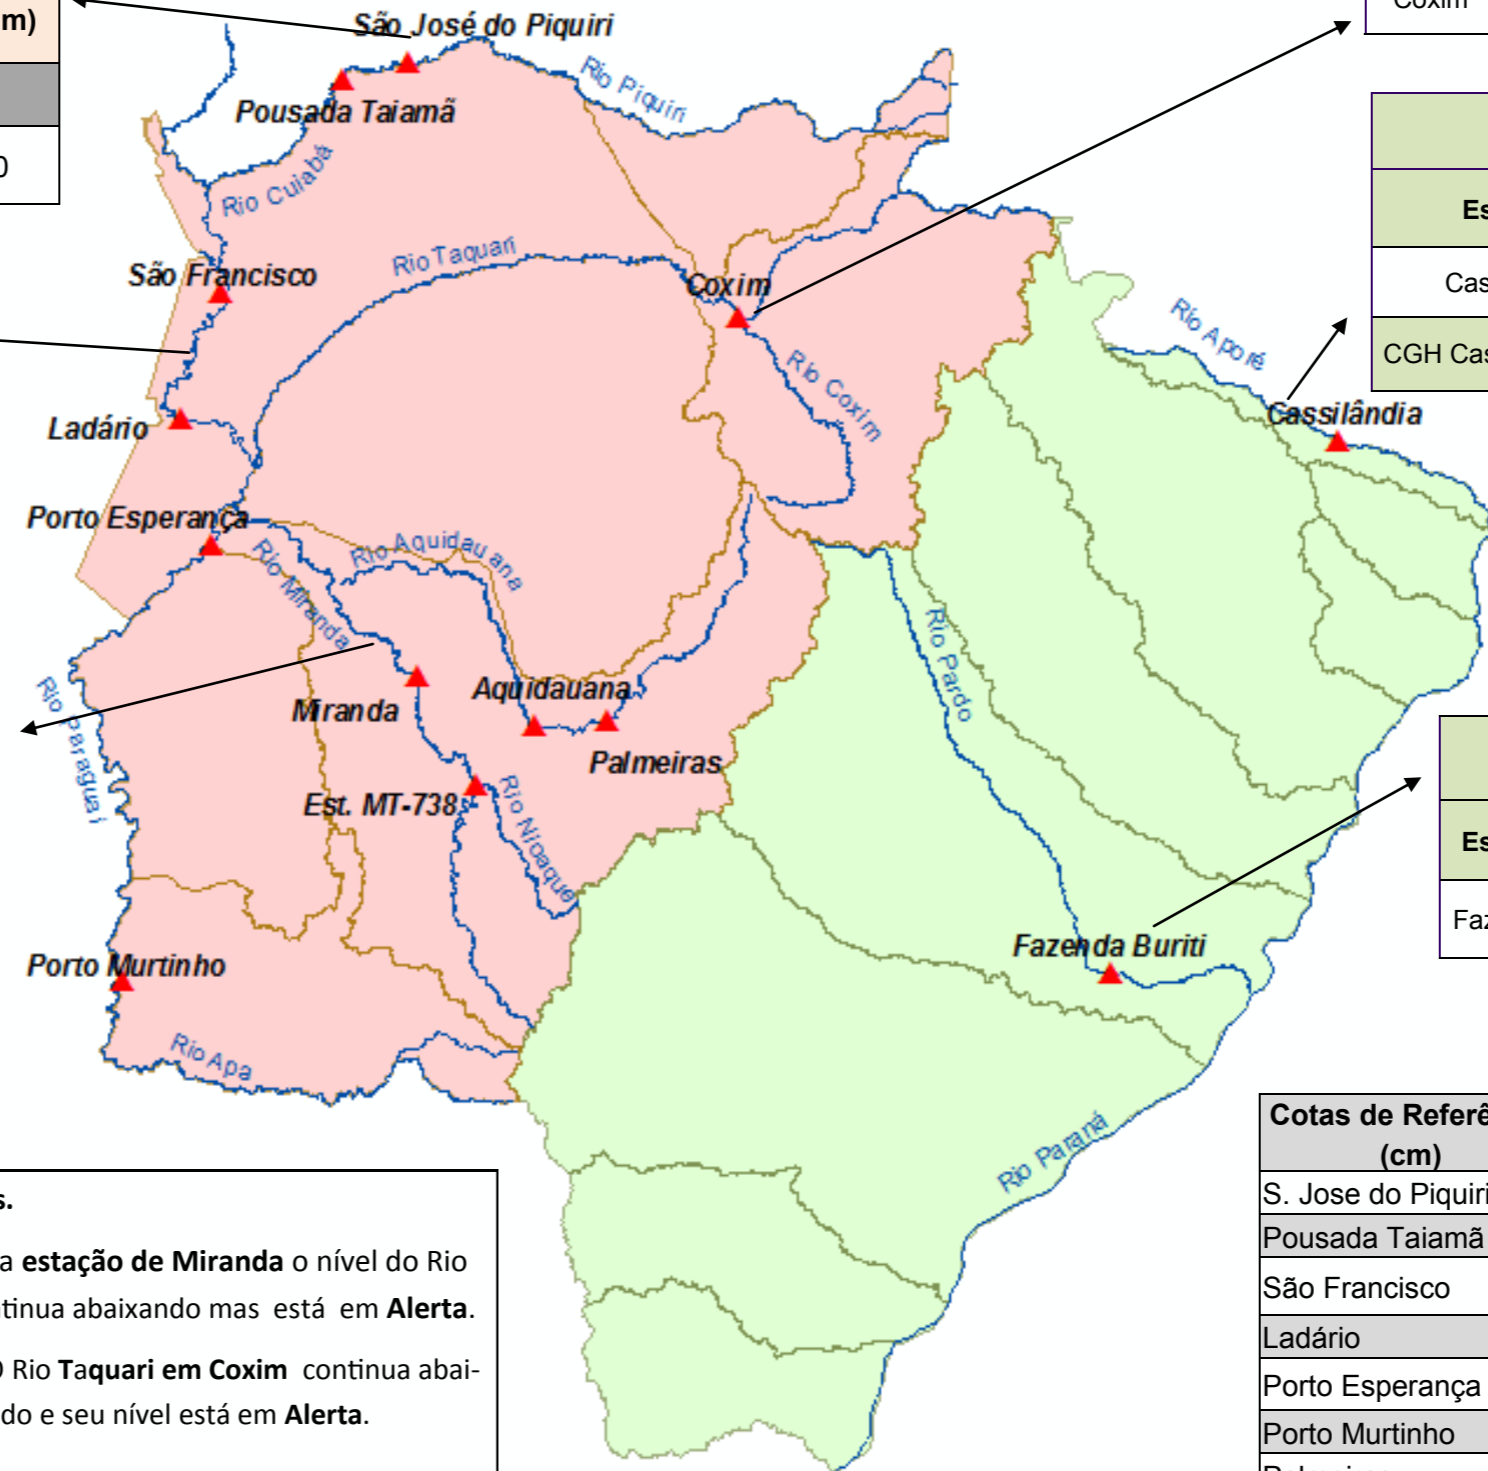 m)
0
Coxim
Es
Cas
CGH Cas
São José do Piquiri
Pousada Taiamã
Rio Piquiri
Rio Cuiabá
São Francisco
Rio Taquari
Coxim
Rio Coxim
Rio Aporé
Cassilândia
Ladário
Porto Esperança
Rio Miranda
Rio Aquidauana
Rio Pardo
Rio Paraguai
Miranda
Aquidauana
Palmeiras
Est. MT-738
Rio Nioaque
Es
Faz
Fazenda Buriti
Porto Murtinho
Rio Apa
Rio Paraná
s.
a estação de Miranda o nível do Rio
ntinua abaixando mas está em Alerta.
O Rio Taquari em Coxim continua abai-
do e seu nível está em Alerta.
Cotas de Referê
(cm)
S. Jose do Piquiri
Pousada Taiamã
São Francisco
Ladário
Porto Esperança
Porto Murtinho
Palmeiras